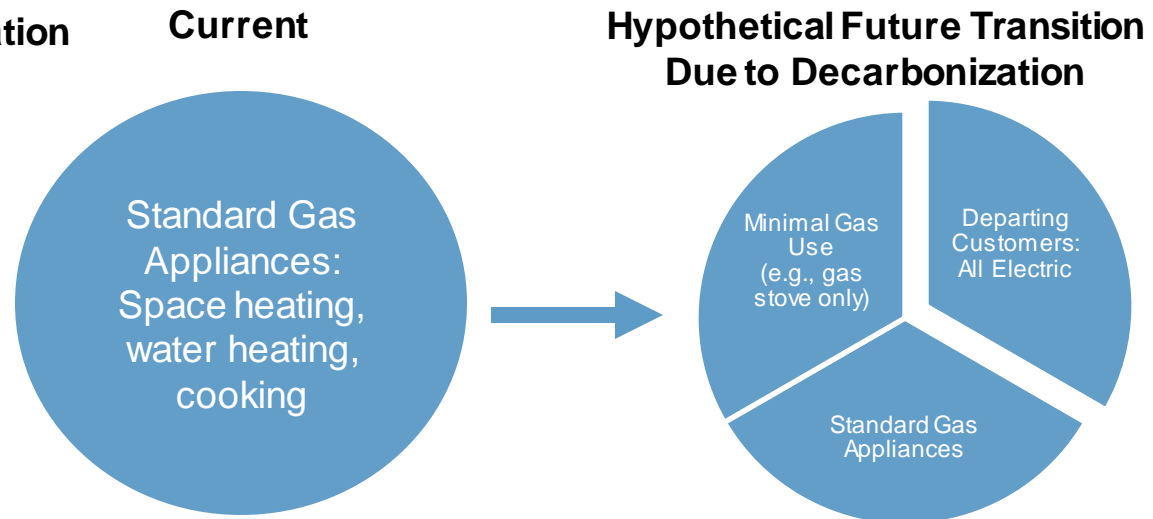 Current
Hypothetical Future Transition
Due to Decarbonization
Standard Gas
Appliances:
Space heating,
water heating,
cooking
Minimal Gas
Use
(e.g., gas
stove only)
Departing
Customers:
All Electric
Standard Gas
Appliances